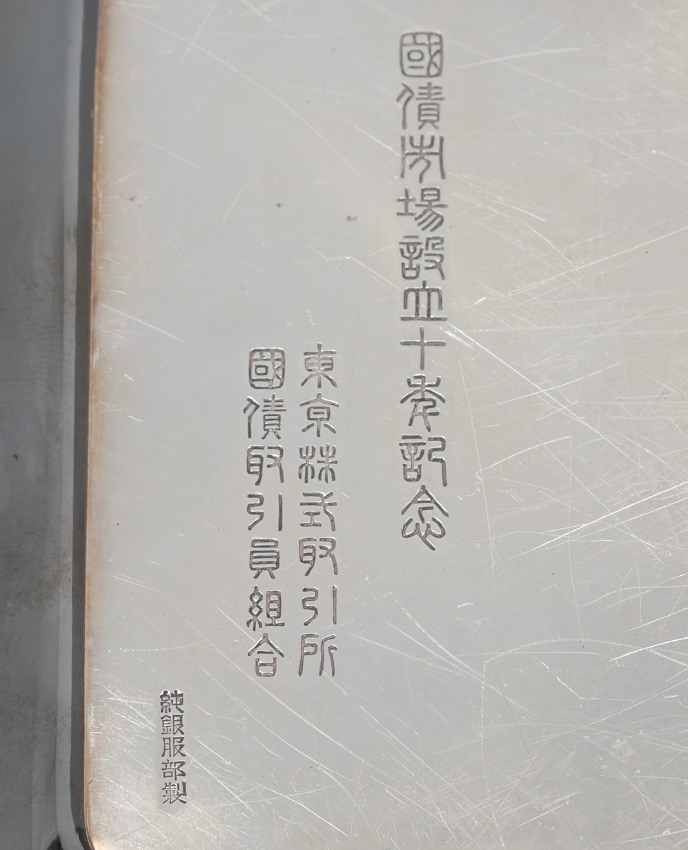 國債市場設立十年記念
東京株式取引所
國債取引員組合
純銀服部製